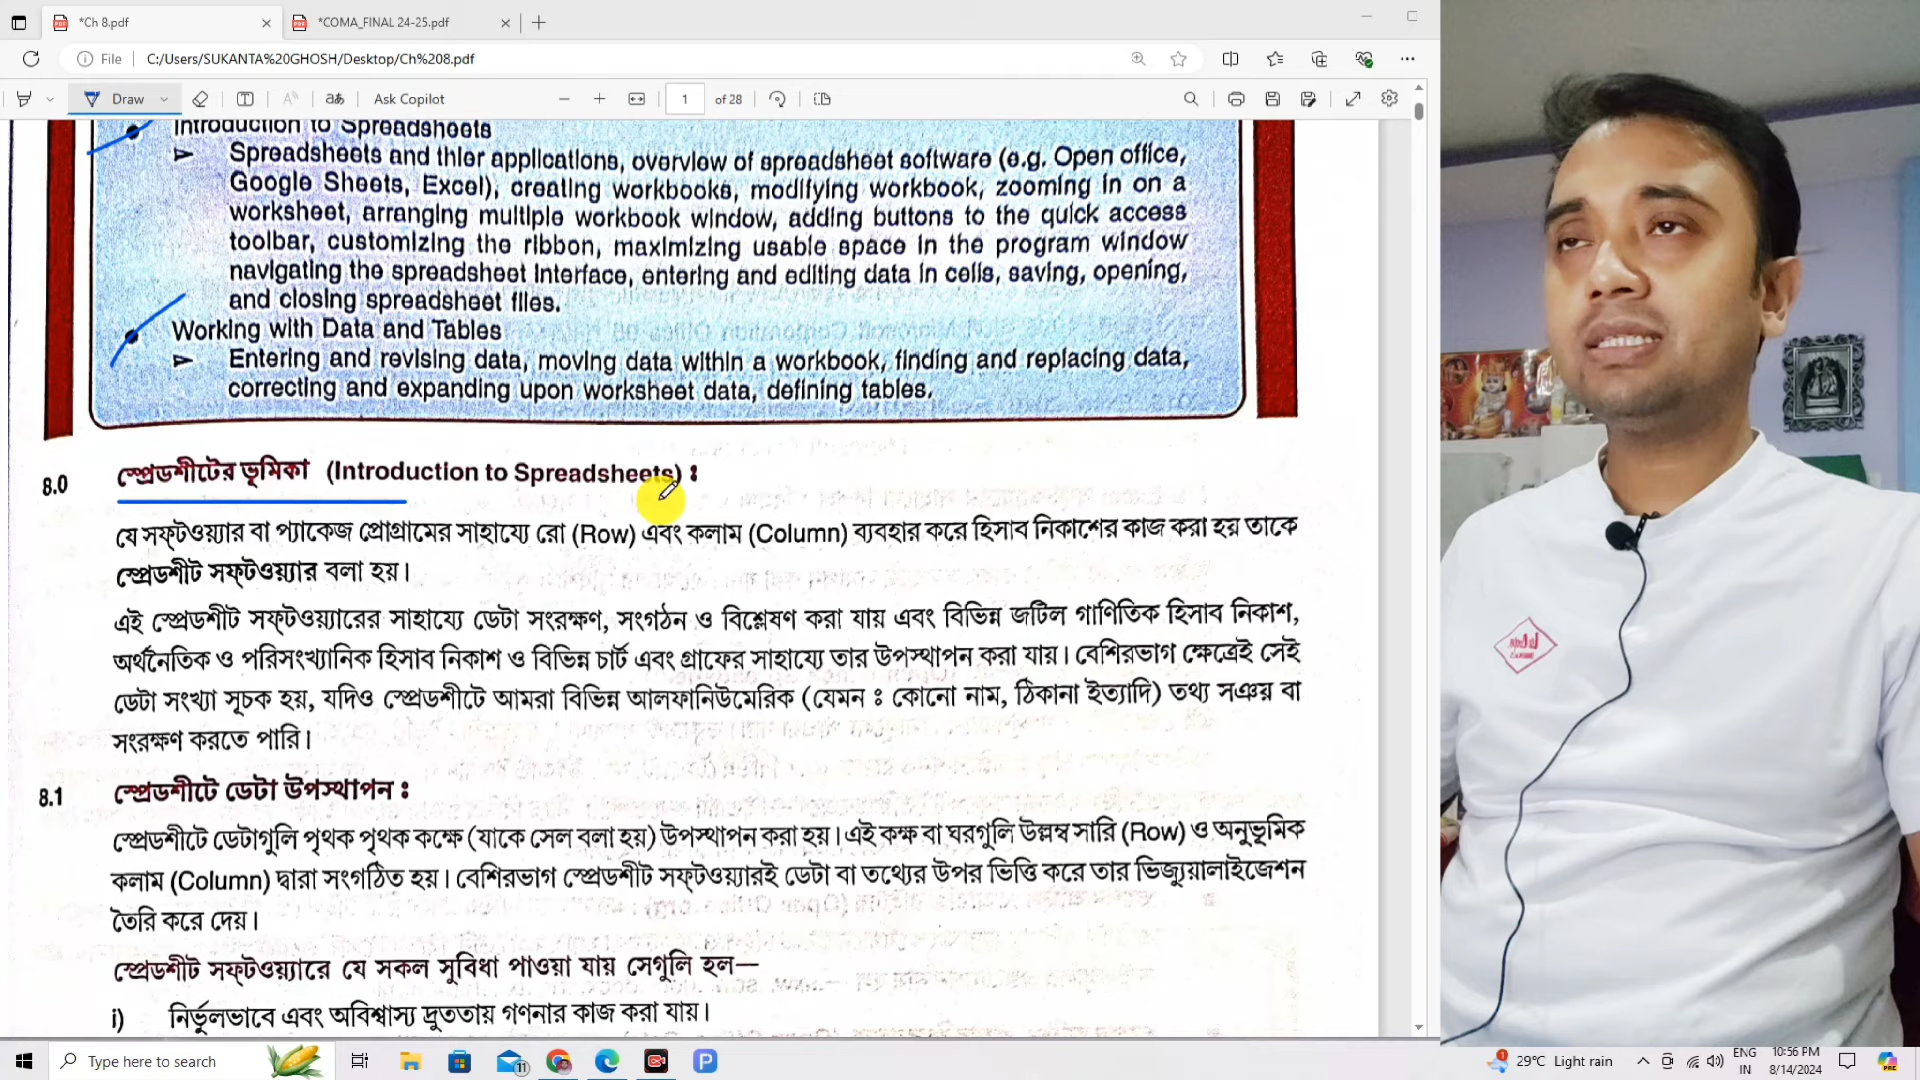 *Ch 8.pdf
*COMA_FINAL 24-25.pdf
File
C:/Users/SUKANTA%20GHOSH/Desktop/Ch%208.pdf
Draw
aあ
Ask Copilot
1
of 28
Introduction to Spreadsheets
➢ Spreadsheets and thier applications, overview of spreadsheet software (e.g. Open office,
Google Sheets, Excel), creating workbooks, modifying workbook, zooming in on a
worksheet, arranging multiple workbook window, adding buttons to the quick access
toolbar, customizing the ribbon, maximizing usable space in the program window
navigating the spreadsheet interface, entering and editing data in cells, saving, opening,
and closing spreadsheet files.
Working with Data and Tables
➢ Entering and revising data, moving data within a workbook, finding and replacing data,
correcting and expanding upon worksheet data, defining tables.
8.0 স্প্রেডশীটের ভূমিকা (Introduction to Spreadsheets) ঃ
যে সফ্‌টওয়্যার বা প্যাকেজ প্রোগ্রামের সাহায্যে রো (Row) এবং কলাম (Column) ব্যবহার করে হিসাব নিকাশের কাজ করা হয় তাকে
স্প্রেডশীট সফ্‌টওয়্যার বলা হয়।
এই স্প্রেডশীট সফ্‌টওয়্যারের সাহায্যে ডেটা সংরক্ষণ, সংগঠন ও বিশ্লেষণ করা যায় এবং বিভিন্ন জটিল গাণিতিক হিসাব নিকাশ,
অর্থনৈতিক ও পরিসংখ্যানিক হিসাব নিকাশ ও বিভিন্ন চার্ট এবং গ্রাফের সাহায্যে তার উপস্থাপন করা যায়। বেশিরভাগ ক্ষেত্রেই সেই
ডেটা সংখ্যা সূচক হয়, যদিও স্প্রেডশীটে আমরা বিভিন্ন আলফানিউমেরিক (যেমন ঃ কোনো নাম, ঠিকানা ইত্যাদি) তথ্য সঞ্চয় বা
সংরক্ষণ করতে পারি।
8.1 স্প্রেডশীটে ডেটা উপস্থাপন ঃ
স্প্রেডশীটে ডেটাগুলি পৃথক পৃথক কক্ষে (যাকে সেল বলা হয়) উপস্থাপন করা হয়। এই কক্ষ বা ঘরগুলি উল্লম্ব সারি (Row) ও অনুভূমিক
কলাম (Column) দ্বারা সংগঠিত হয়। বেশিরভাগ স্প্রেডশীট সফ্‌টওয়্যারই ডেটা বা তথ্যের উপর ভিত্তি করে তার ভিজ্যুয়ালাইজেশন
তৈরি করে দেয়।
স্প্রেডশীট সফ্‌টওয়্যারে যে সকল সুবিধা পাওয়া যায় সেগুলি হল—
i) নির্ভুলভাবে এবং অবিশ্বাস্য দ্রুততায় গণনার কাজ করা যায়।
Type here to search
11
1
29°C Light rain
ENG
IN
10:56 PM
8/14/2024